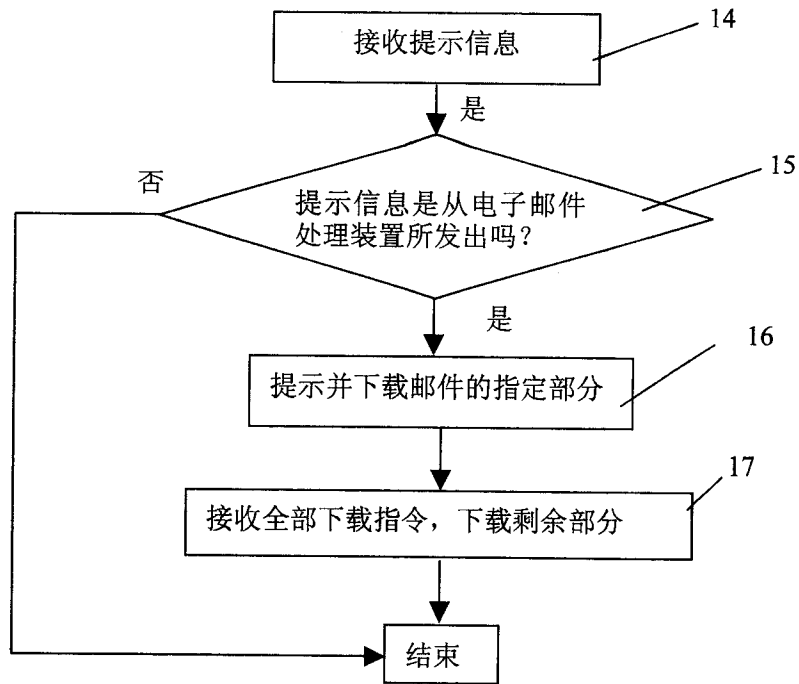 接收提示信息
14
是
否
15
提示信息是从电子邮件
处理装置所发出吗？
是
16
提示并下载邮件的指定部分
17
接收全部下载指令，下载剩余部分
结束